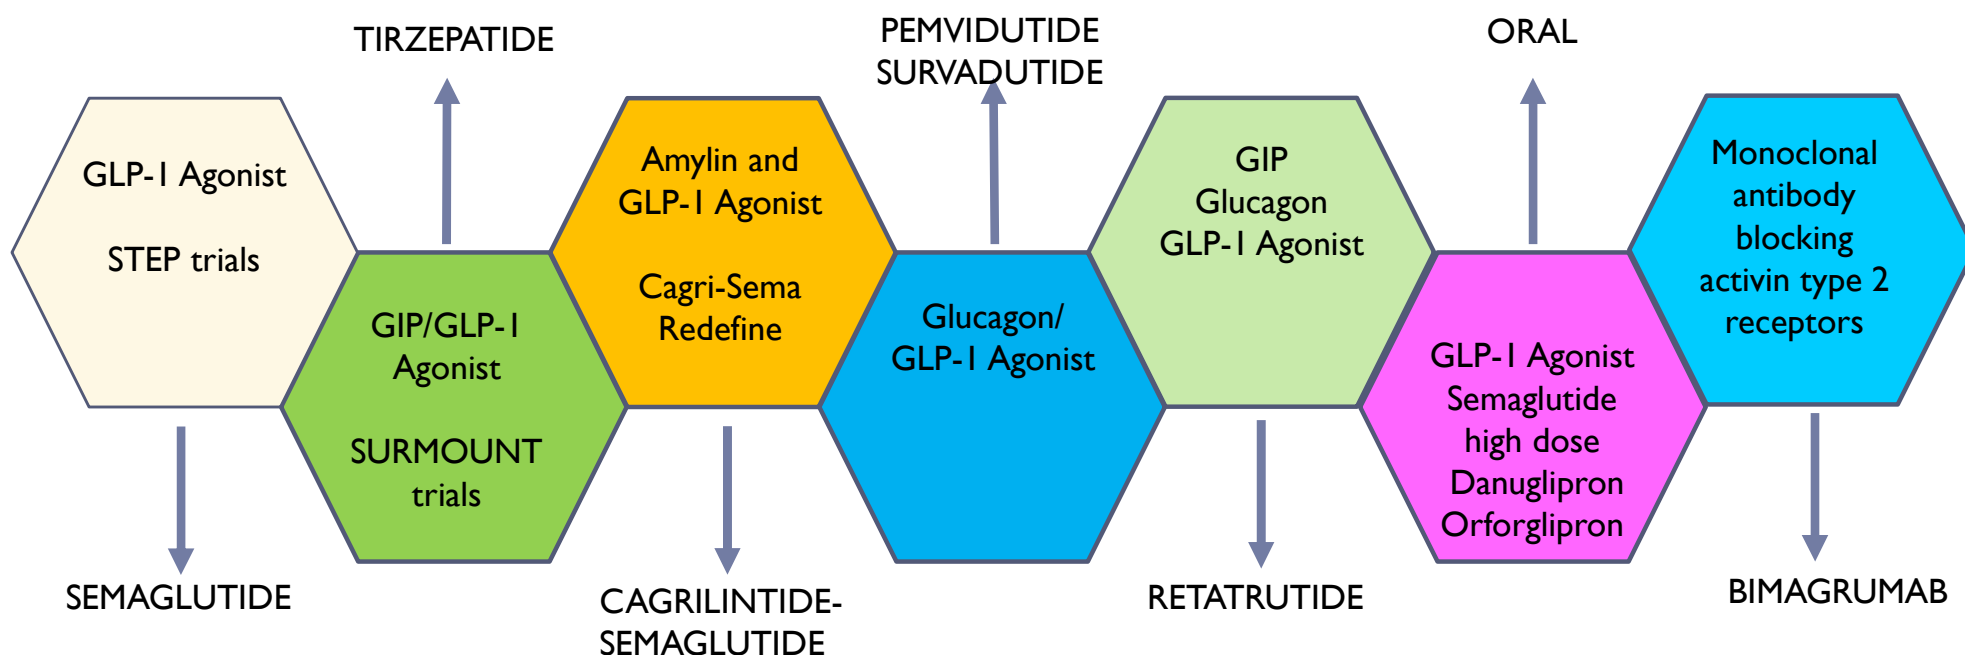 TIRZEPATIDE
PEMVIDUTIDE
SURVADUTIDE
ORAL
GLP-1 Agonist
STEP trials
GIP/GLP-1
Agonist
SURMOUNT
trials
Amylin and
GLP-1 Agonist
Cagri-Sema
Redefine
Glucagon/
GLP-1 Agonist
GIP
Glucagon
GLP-1 Agonist
GLP-1 Agonist
Semaglutide
high dose
Danuglipron
Orforglipron
Monoclonal
antibody
blocking
activin type 2
receptors
SEMAGLUTIDE
CAGRILINTIDE-
SEMAGLUTIDE
RETATRUTIDE
BIMAGRUMAB